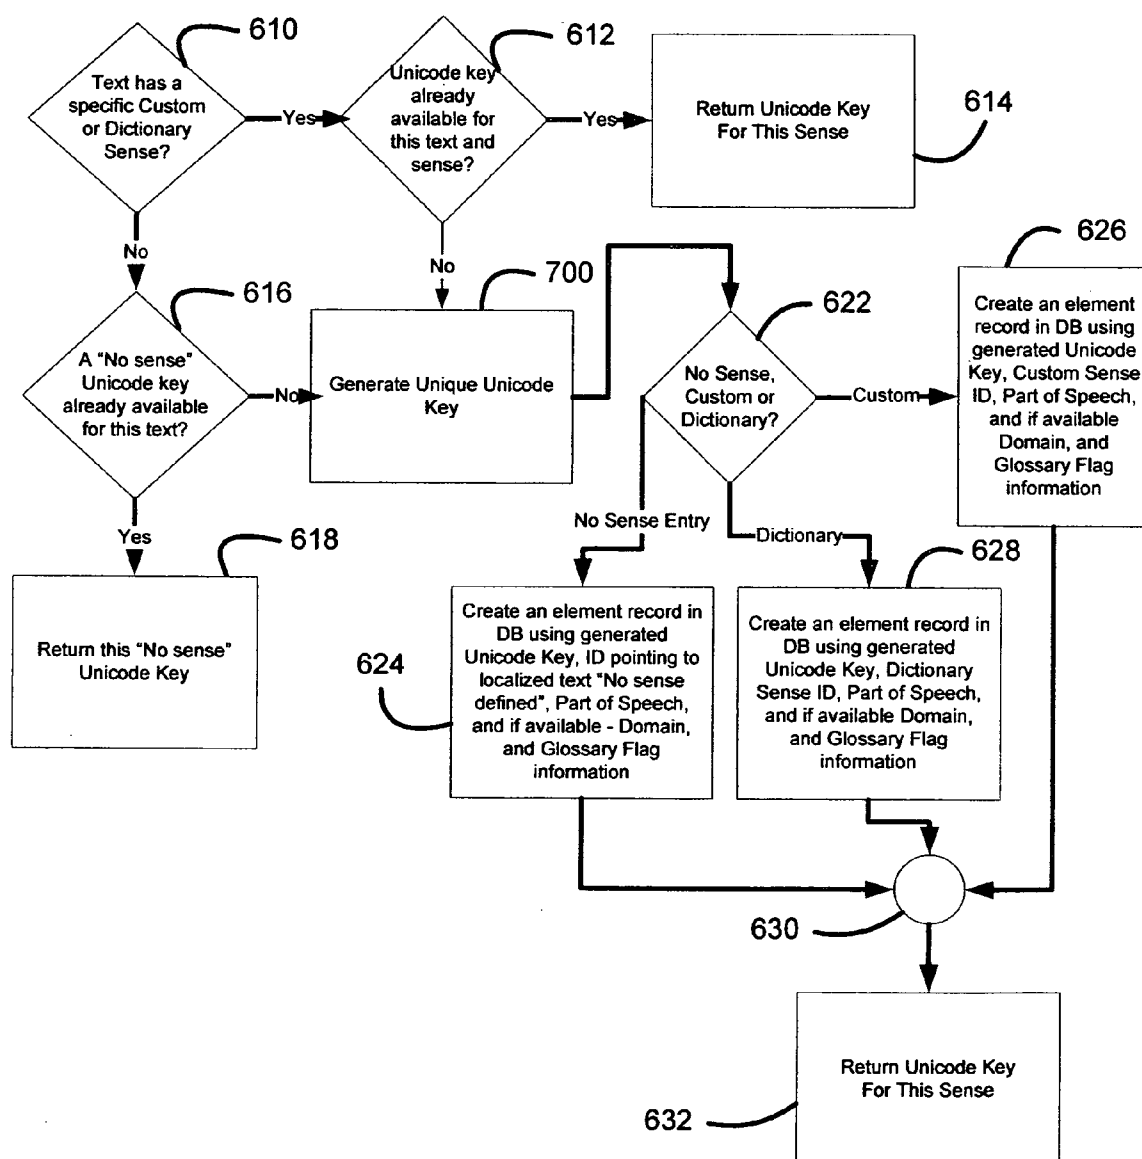 610
Text has a
specific Custom
or Dictionary
Sense?
Yes
612
Unicode key
already
available for
this text and
sense?
Yes
Return Unicode Key
For This Sense
614
No
No
616
A "No sense"
Unicode key
already available
for this text?
No
700
Generate Unique Unicode
Key
622
No Sense,
Custom or
Dictionary?
Custom
626
Create an element
record in DB using
generated Unicode
Key, Custom Sense
ID, Part of Speech,
and if available
Domain, and
Glossary Flag
information
Yes
618
Return this "No sense"
Unicode Key
No Sense Entry
Dictionary
624
Create an element record in
DB using generated
Unicode Key, ID pointing to
localized text "No sense
defined", Part of Speech,
and if available - Domain,
and Glossary Flag
information
628
Create an element record in
DB using generated
Unicode Key, Dictionary
Sense ID, Part of Speech,
and if available Domain,
and Glossary Flag
information
630
Return Unicode Key
For This Sense
632